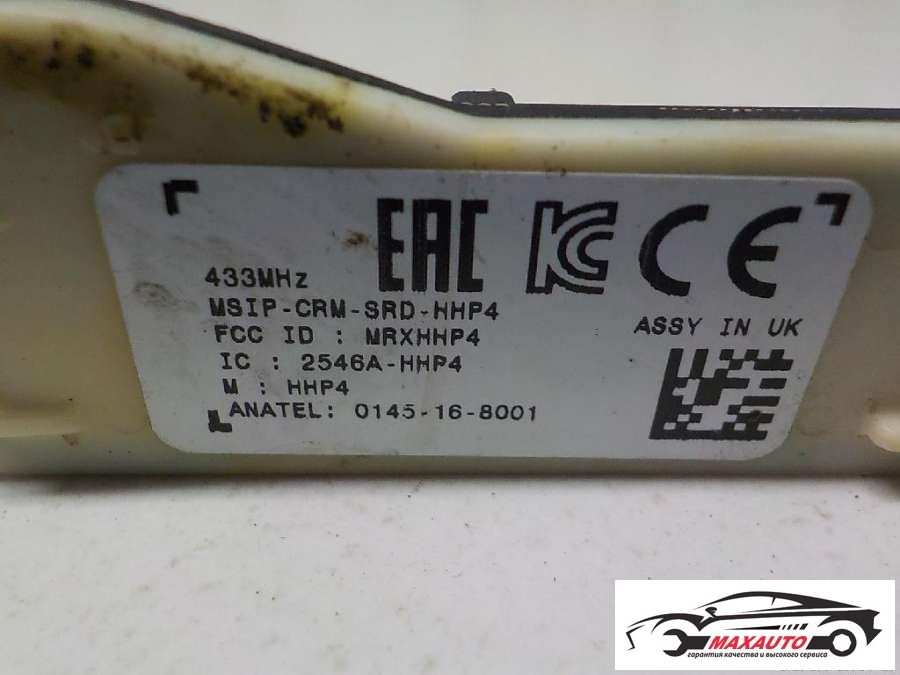 EAC KC CE
433MHz
MSIP-CRM-SRD-HHP4
FCC ID : MRXHHP4
ASSY IN UK
IC : 2546A-HHP4
M : HHP4
ANATEL: 0145-16-8001
MAXAUTO
гарантия качества и высокого сервиса